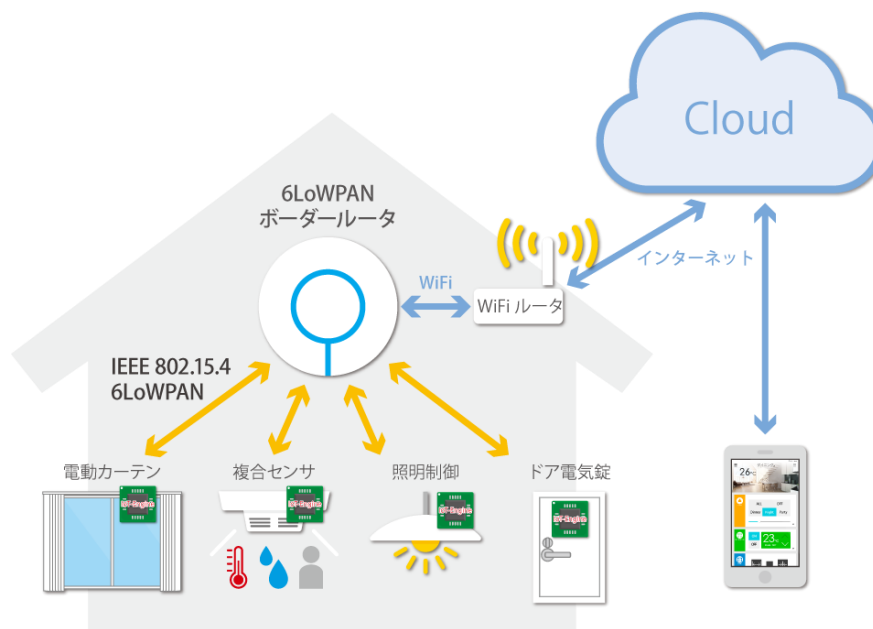 Cloud
6LoWPAN
ボーダールータ
WiFi
インターネット
WiFi ルータ
IEEE 802.15.4
6LoWPAN
電動カーテン
複合センサ
照明制御
ドア電気錠
26
23